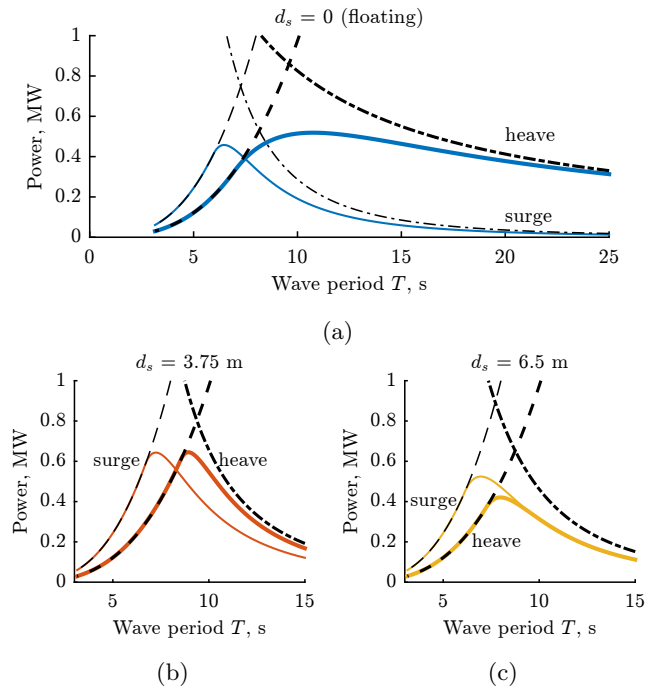 d_s = 0 (floating)
1
0.8
0.6
0.4
0.2
0
Power, MW
heave
surge
0 5 10 15 20 25
Wave period T, s
(a)
d_s = 3.75 m
1
0.8
0.6
0.4
0.2
0
Power, MW
surge
heave
5 10 15
Wave period T, s
(b)
d_s = 6.5 m
1
0.8
0.6
0.4
0.2
0
Power, MW
surge
heave
5 10 15
Wave period T, s
(c)